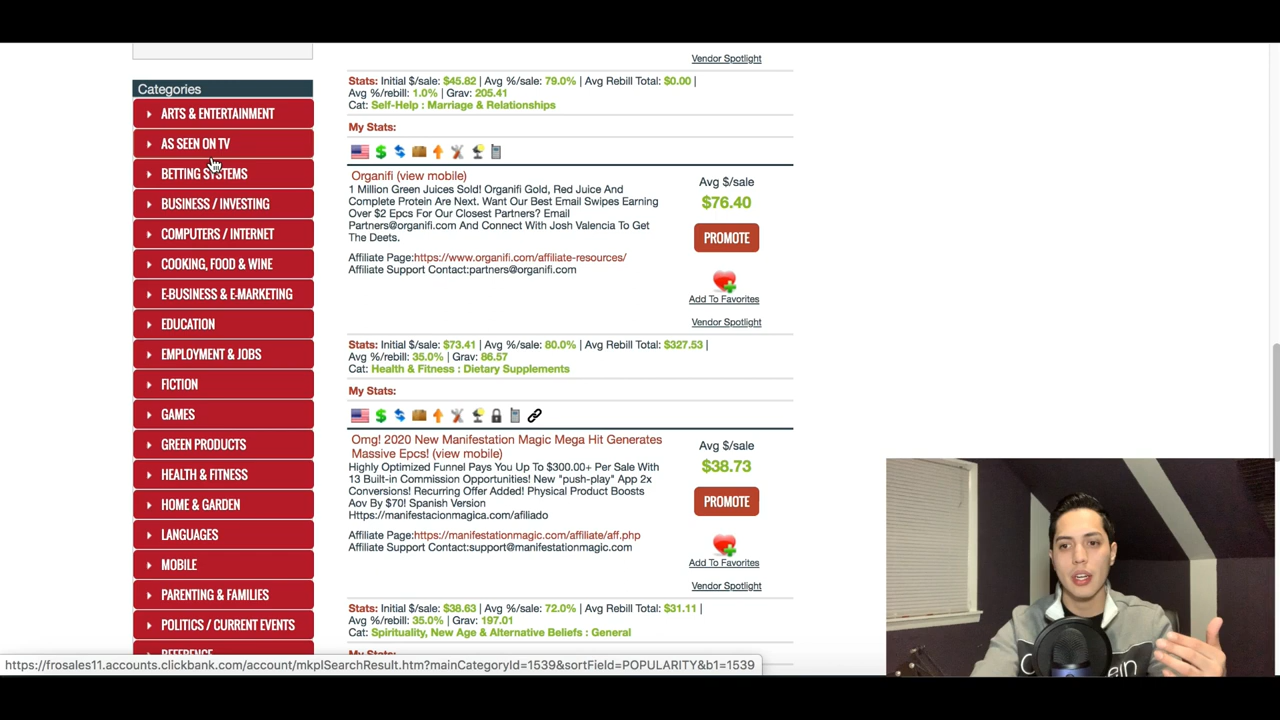 Categories
ARTS & ENTERTAINMENT
AS SEEN ON TV
BETTING SYSTEMS
BUSINESS / INVESTING
COMPUTERS / INTERNET
COOKING, FOOD & WINE
E-BUSINESS & E-MARKETING
EDUCATION
EMPLOYMENT & JOBS
FICTION
GAMES
GREEN PRODUCTS
HEALTH & FITNESS
HOME & GARDEN
LANGUAGES
MOBILE
PARENTING & FAMILIES
POLITICS / CURRENT EVENTS
REFERENCE
Vendor Spotlight
Stats: Initial $/sale: $45.82 | Avg %/sale: 79.0% | Avg Rebill Total: $0.00 |
Avg %/rebill: 1.0% | Grav: 205.41
Cat: Self-Help : Marriage & Relationships
My Stats:
Organifi (view mobile)
1 Million Green Juices Sold! Organifi Gold, Red Juice And
Complete Protein Are Next. Want Our Best Email Swipes Earning
Over $2 Epcs For Our Closest Partners? Email
Partners@organifi.com And Connect With Josh Valencia To Get
The Deets.
Affiliate Page:https://www.organifi.com/affiliate-resources/
Affiliate Support Contact:partners@organifi.com
Avg $/sale
$76.40
PROMOTE
Add To Favorites
Vendor Spotlight
Stats: Initial $/sale: $73.41 | Avg %/sale: 80.0% | Avg Rebill Total: $327.53 |
Avg %/rebill: 35.0% | Grav: 86.57
Cat: Health & Fitness : Dietary Supplements
My Stats:
Omg! 2020 New Manifestation Magic Mega Hit Generates
Massive Epcs! (view mobile)
Highly Optimized Funnel Pays You Up To $300.00+ Per Sale With
13 Built-in Commission Opportunities! New "push-play" App 2x
Conversions! Recurring Offer Added! Physical Product Boosts
Aov By $70! Spanish Version
Https://manifestacionmagica.com/afiliado
Affiliate Page:https://manifestationmagic.com/affiliate/aff.php
Affiliate Support Contact:support@manifestationmagic.com
Avg $/sale
$38.73
PROMOTE
Add To Favorites
Vendor Spotlight
Stats: Initial $/sale: $38.63 | Avg %/sale: 72.0% | Avg Rebill Total: $31.11 |
Avg %/rebill: 35.0% | Grav: 197.01
Cat: Spirituality, New Age & Alternative Beliefs : General
My Stats:
https://frosales11.accounts.clickbank.com/account/mkplSearchResult.htm?mainCategoryId=1539&sortField=POPULARITY&b1=1539